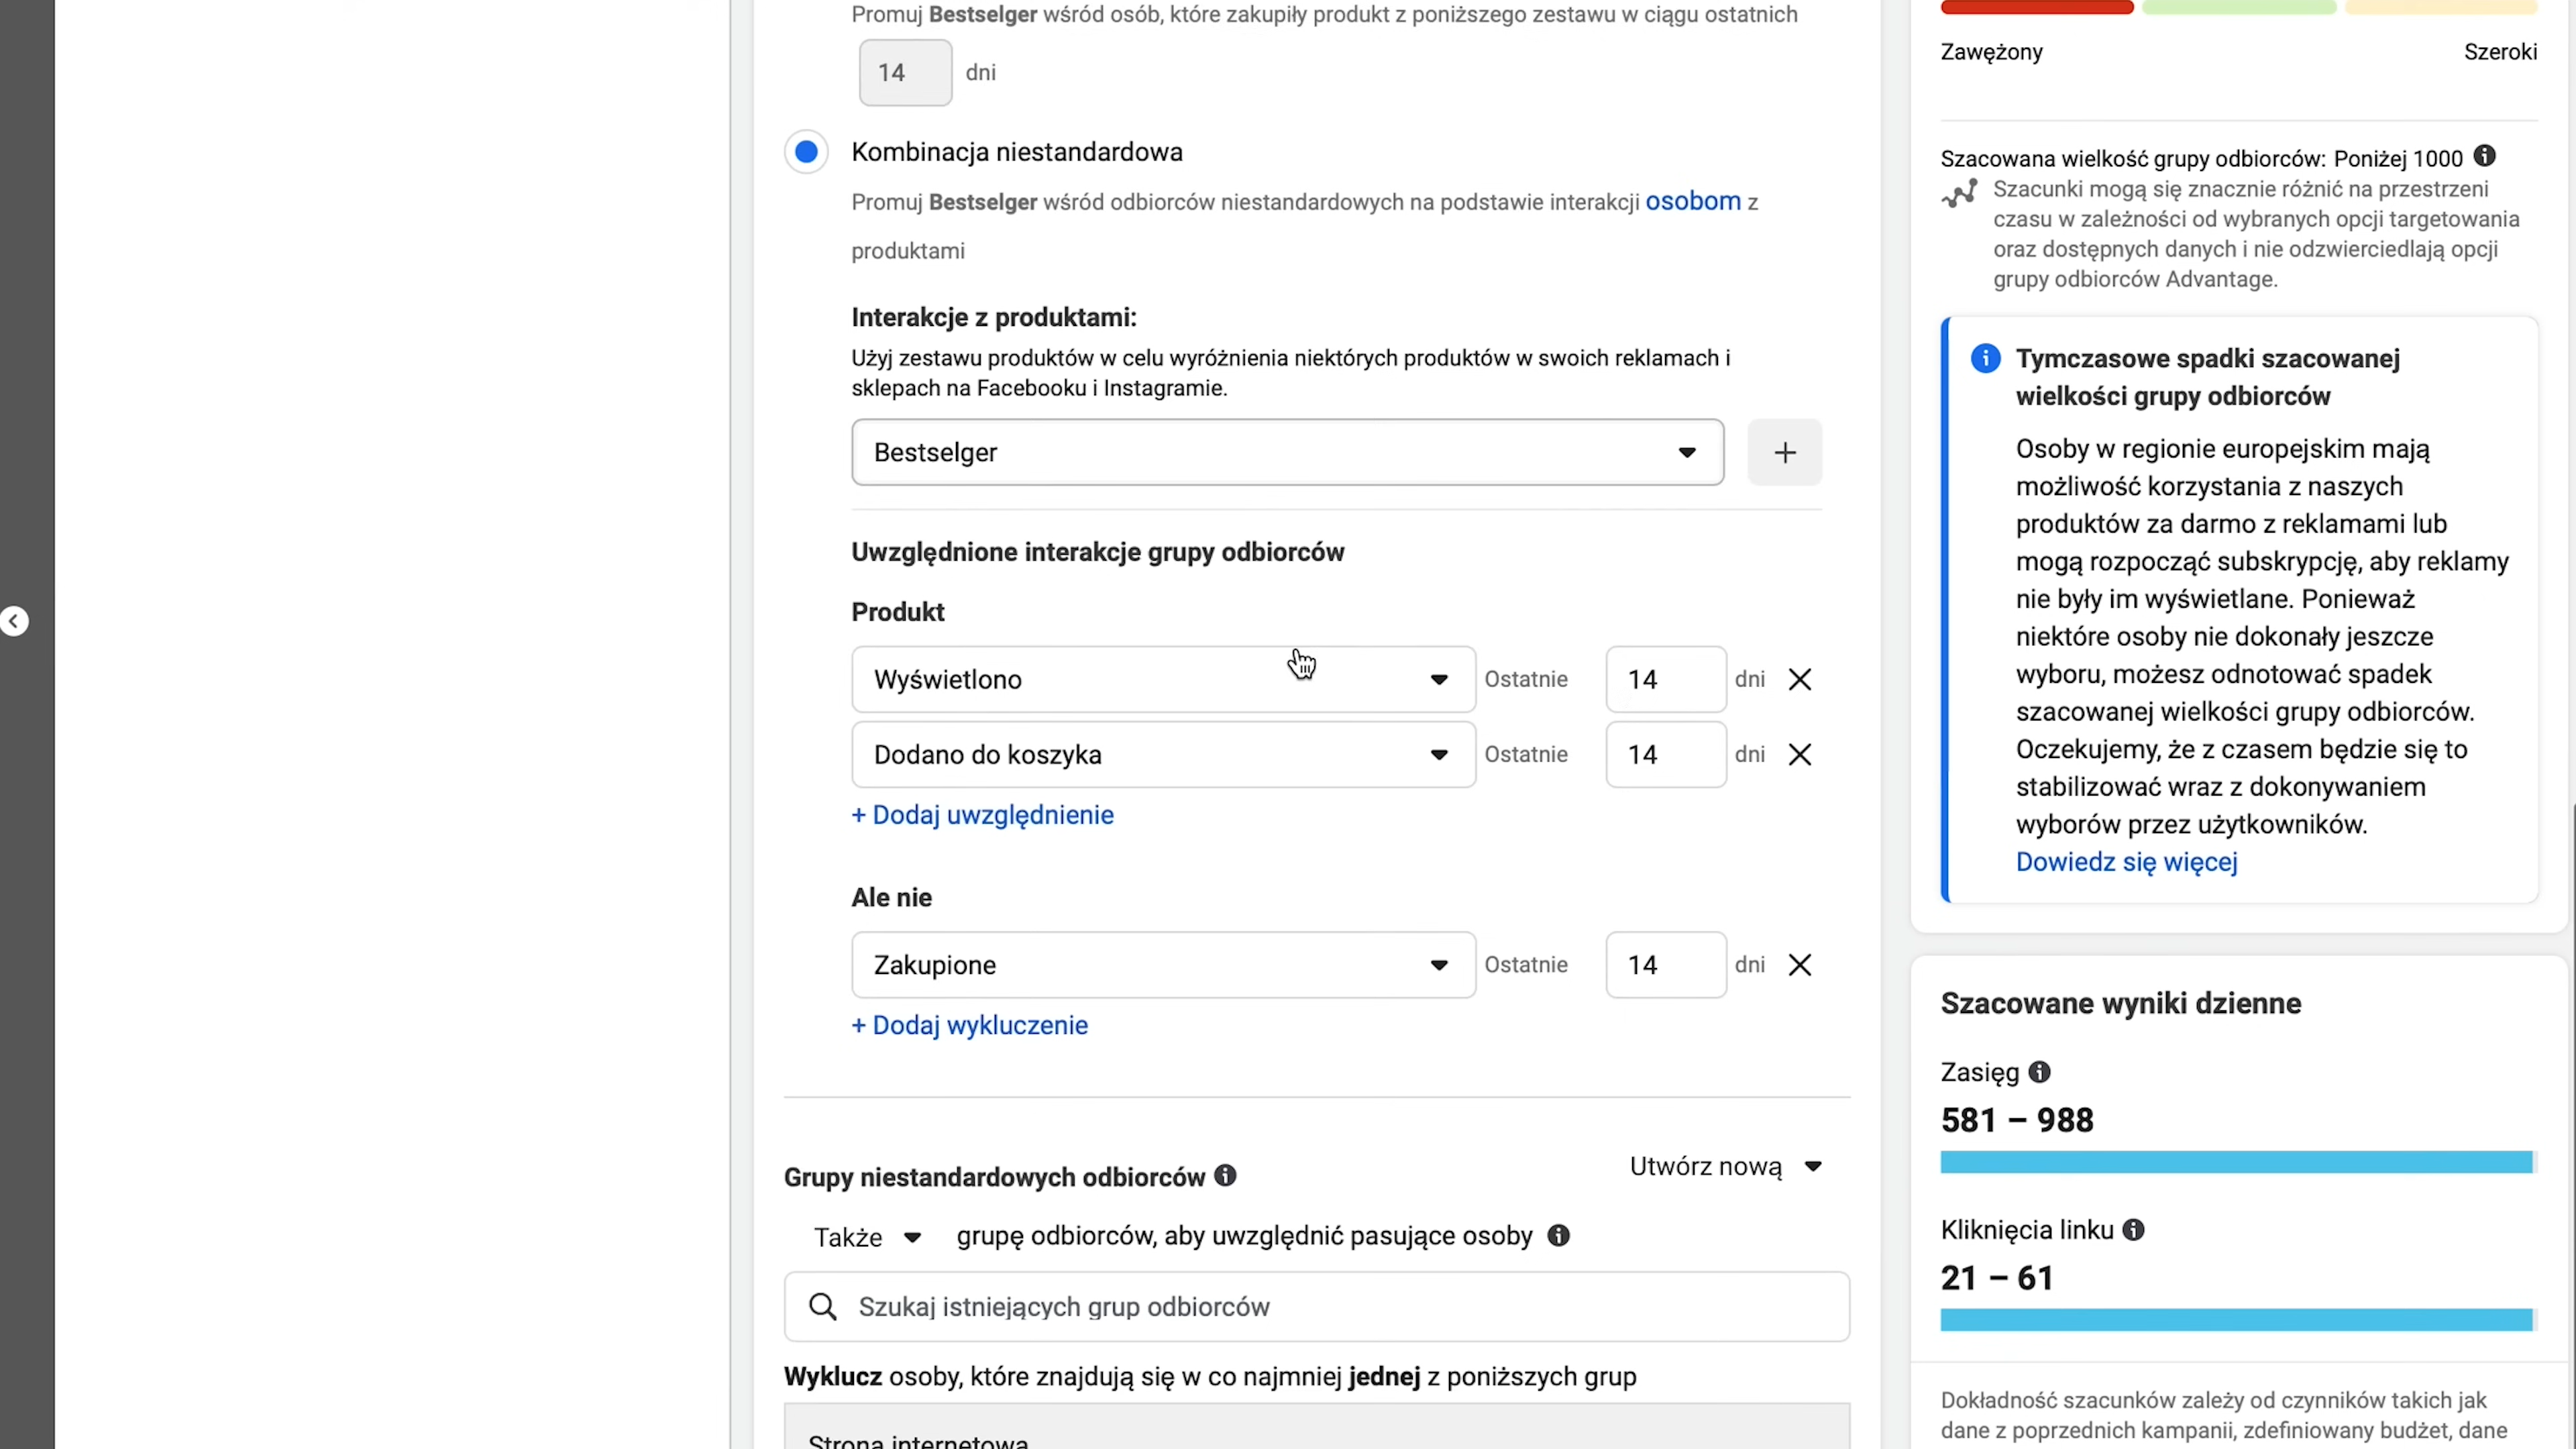 Promuj Bestselger wśród osób, które zakupiły produkt z poniższego zestawu w ciągu ostatnich
14 dni
Kombinacja niestandardowa
Promuj Bestselger wśród odbiorców niestandardowych na podstawie interakcji osobom z
produktami
Interakcje z produktami:
Użyj zestawu produktów w celu wyróżnienia niektórych produktów w swoich reklamach i
sklepach na Facebooku i Instagramie.
Bestselger
Uwzględnione interakcje grupy odbiorców
Produkt
Wyświetlono Ostatnie 14 dni
Dodano do koszyka Ostatnie 14 dni
+ Dodaj uwzględnienie
Ale nie
Zakupione Ostatnie 14 dni
+ Dodaj wykluczenie
Grupy niestandardowych odbiorców
Utwórz nową
Także grupę odbiorców, aby uwzględnić pasujące osoby
Szukaj istniejących grup odbiorców
Wyklucz osoby, które znajdują się w co najmniej jednej z poniższych grup
Strona internetowa
Zawężony Szeroki
Szacowana wielkość grupy odbiorców: Poniżej 1000
Szacunki mogą się znacznie różnić na przestrzeni
czasu w zależności od wybranych opcji targetowania
oraz dostępnych danych i nie odzwierciedlają opcji
grupy odbiorców Advantage.
Tymczasowe spadki szacowanej
wielkości grupy odbiorców
Osoby w regionie europejskim mają
możliwość korzystania z naszych
produktów za darmo z reklamami lub
mogą rozpocząć subskrypcję, aby reklamy
nie były im wyświetlane. Ponieważ
niektóre osoby nie dokonały jeszcze
wyboru, możesz odnotować spadek
szacowanej wielkości grupy odbiorców.
Oczekujemy, że z czasem będzie się to
stabilizować wraz z dokonywaniem
wyborów przez użytkowników.
Dowiedz się więcej
Szacowane wyniki dzienne
Zasięg
581 – 988
Kliknięcia linku
21 – 61
Dokładność szacunków zależy od czynników takich jak
dane z poprzednich kampanii, zdefiniowany budżet, dane